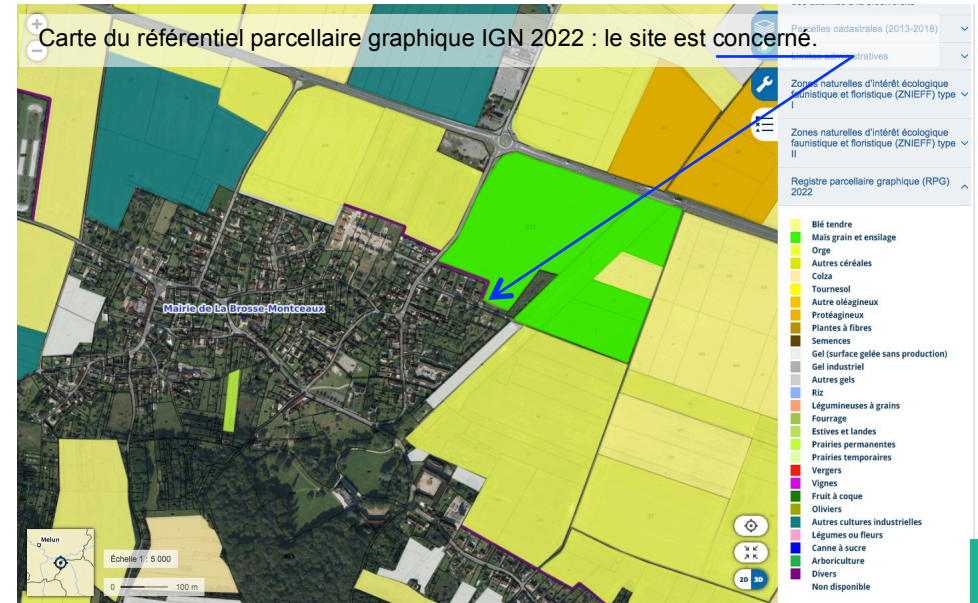 Carte du référentiel parcellaire graphique IGN 2022 : le site est concerné.
Parcelles cadastrales (2013-2018)
Limites administratives
Zones naturelles d'intérêt écologique
faunistique et floristique (ZNIEFF) type
I
Zones naturelles d'intérêt écologique
faunistique et floristique (ZNIEFF) type
II
Registre parcellaire graphique (RPG)
2022
Blé tendre
Maïs grain et ensilage
Orge
Autres céréales
Colza
Tournesol
Autre oléagineux
Protéagineux
Plantes à fibres
Semences
Gel (surface gelée sans production)
Gel industriel
Autres gels
Riz
Légumineuses à grains
Fourrage
Estives et landes
Prairies permanentes
Prairies temporaires
Vergers
Vignes
Fruit à coque
Oliviers
Autres cultures industrielles
Légumes ou fleurs
Canne à sucre
Arboriculture
Divers
Non disponible
Mairie de La Brosse-Montceaux
Melun
Échelle 1 : 5 000
0 100 m
2D 3D